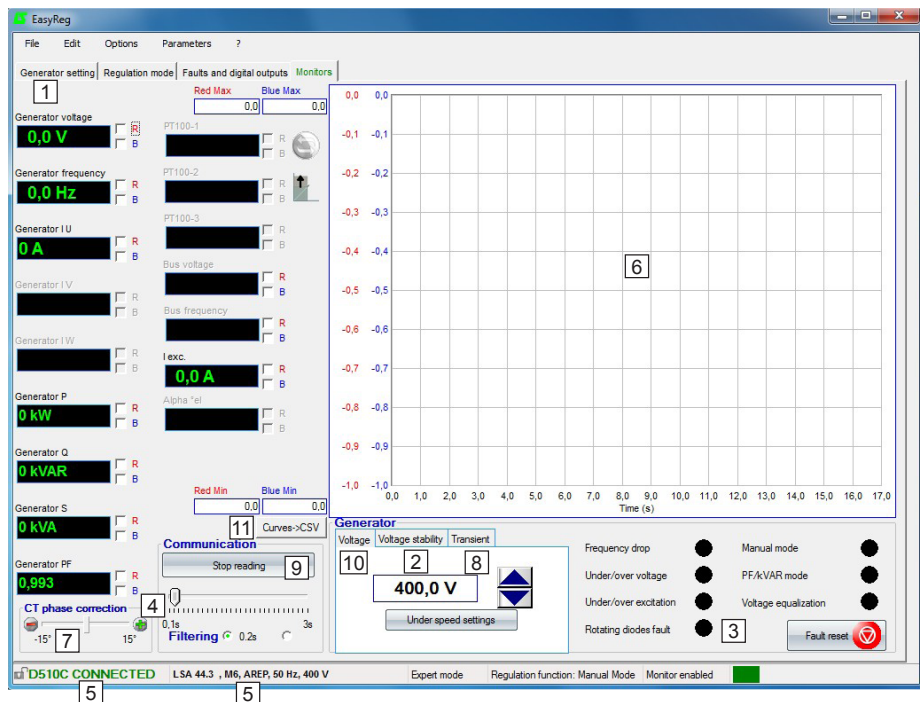 EasyReg
File Edit Options Parameters ?
Generator setting Regulation mode Faults and digital outputs Monitors
1
Red Max Blue Max
0,0 0,0
Generator voltage
0,0 V
R
B
Generator frequency
0,0 Hz
R
B
Generator I U
0 A
R
B
Generator I V
R
B
Generator I W
R
B
Generator P
0 kW
R
B
Generator Q
0 kVAR
R
B
Generator S
0 kVA
R
B
Generator PF
0,993
R
B
CT phase correction
-15° 7 15°
PT100-1
R
B
PT100-2
R
B
PT100-3
R
B
Bus voltage
R
B
Bus frequency
R
B
I exc.
0,0 A
R
B
Alpha °el
R
B
Red Min Blue Min
0,0 0,0
11 Curves->CSV
Communication
Stop reading 9
4
0,1s 3s
Filtering 0.2s
0,0 0,0
-0,1 -0,1
-0,2 -0,2
-0,3 -0,3
-0,4 -0,4
6
-0,5 -0,5
-0,6 -0,6
-0,7 -0,7
-0,8 -0,8
-0,9 -0,9
-1,0 -1,0
0,0 1,0 2,0 3,0 4,0 5,0 6,0 7,0 8,0 9,0 10,0 11,0 12,0 13,0 14,0 15,0 16,0 17,0
Time (s)
Generator
Voltage Voltage stability Transient
10 2 8
400,0 V
Under speed settings
Frequency drop Manual mode
Under/over voltage PF/kVAR mode
Under/over excitation Voltage equalization
Rotating diodes fault 3 Fault reset
D510C CONNECTED LSA 44.3 , M6, AREP, 50 Hz, 400 V Expert mode Regulation function: Manual Mode Monitor enabled
5 5